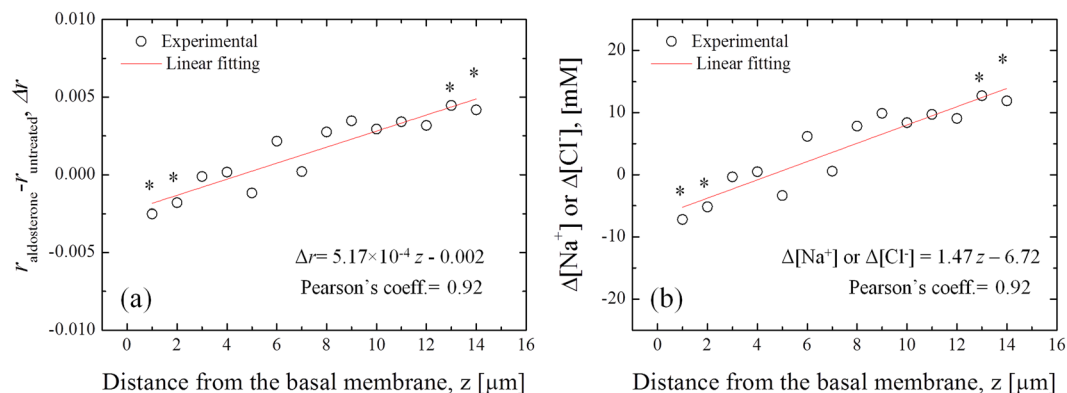 0.010
0.005
0.000
-0.005
-0.010
r aldosterone -r untreated, Δr
Experimental
Linear fitting
* * * *
Δr= 5.17×10⁻⁴ z - 0.002
Pearson`s coeff.= 0.92
(a)
0 2 4 6 8 10 12 14 16
Distance from the basal membrane, z [μm]
20
10
0
-10
-20
Δ[Na⁺] or Δ[Cl⁻], [mM]
Experimental
Linear fitting
* * * *
Δ[Na⁺] or Δ[Cl⁻] = 1.47 z – 6.72
Pearson`s coeff.= 0.92
(b)
0 2 4 6 8 10 12 14 16
Distance from the basal membrane, z [μm]